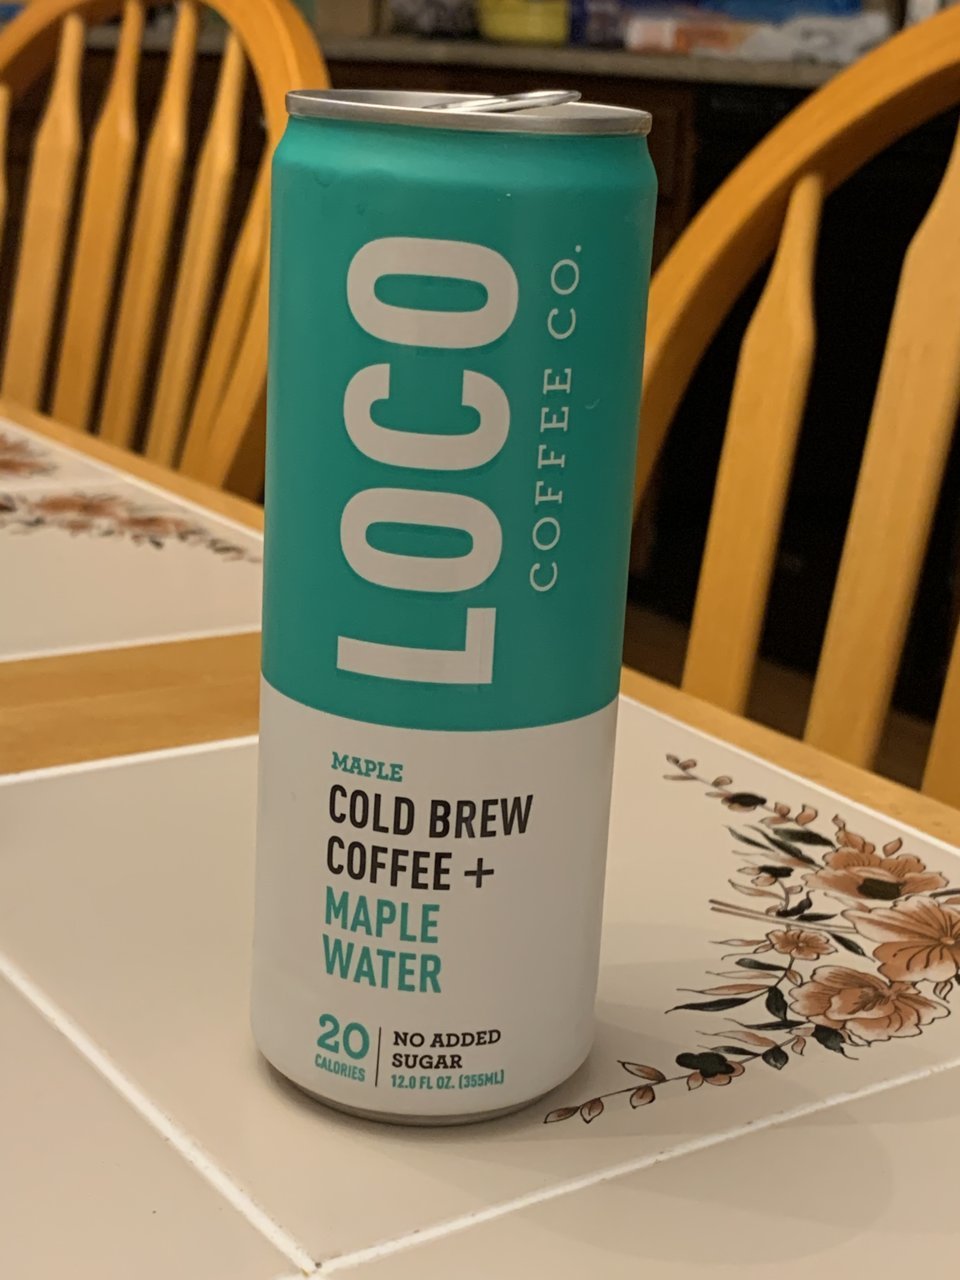 LOCO
COFFEE CO.
MAPLE
COLD BREW
COFFEE +
MAPLE
WATER
20
CALORIES
NO ADDED
SUGAR
12.0 FL OZ. (355ML)